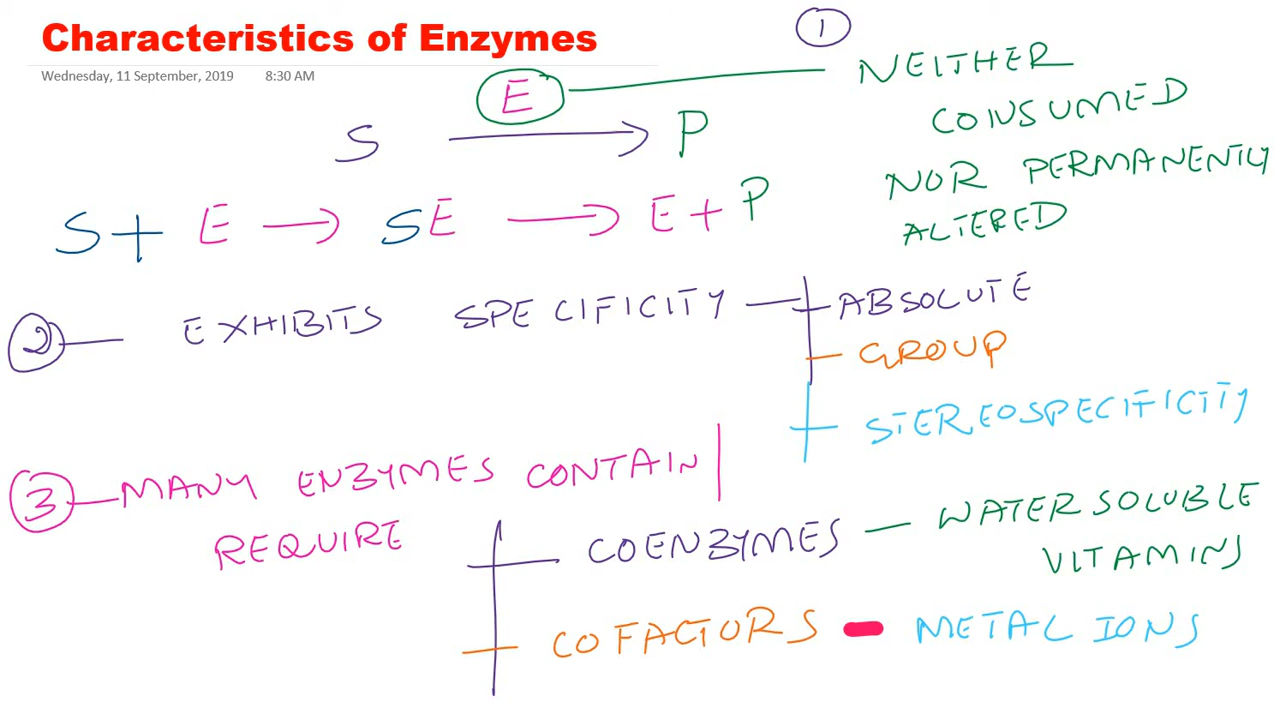 Characteristics of Enzymes
Wednesday, 11 September, 2019 8:30 AM
1
E
NEITHER
CONSUMED
S → P
NOR PERMANENTLY
ALTERED
S + E → SE → E + P
2 — EXHIBITS SPECIFICITY — ABSOLUTE
GROUP
STEREOSPECIFICITY
3 — MANY ENZYMES CONTAIN |
REQUIRE
COENZYMES — WATER SOLUBLE
VITAMINS
COFACTORS - METAL IONS